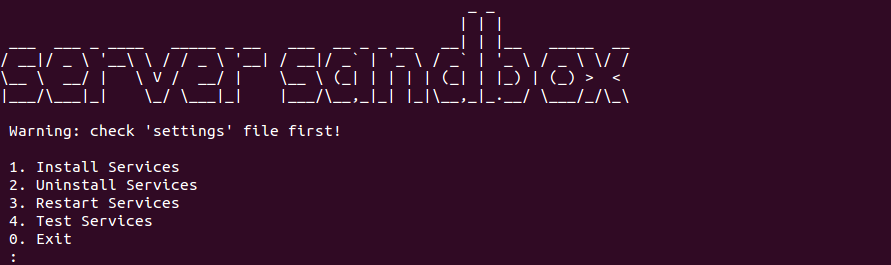 server sandbox
Warning: check 'settings' file first!
1. Install Services
2. Uninstall Services
3. Restart Services
4. Test Services
0. Exit
: